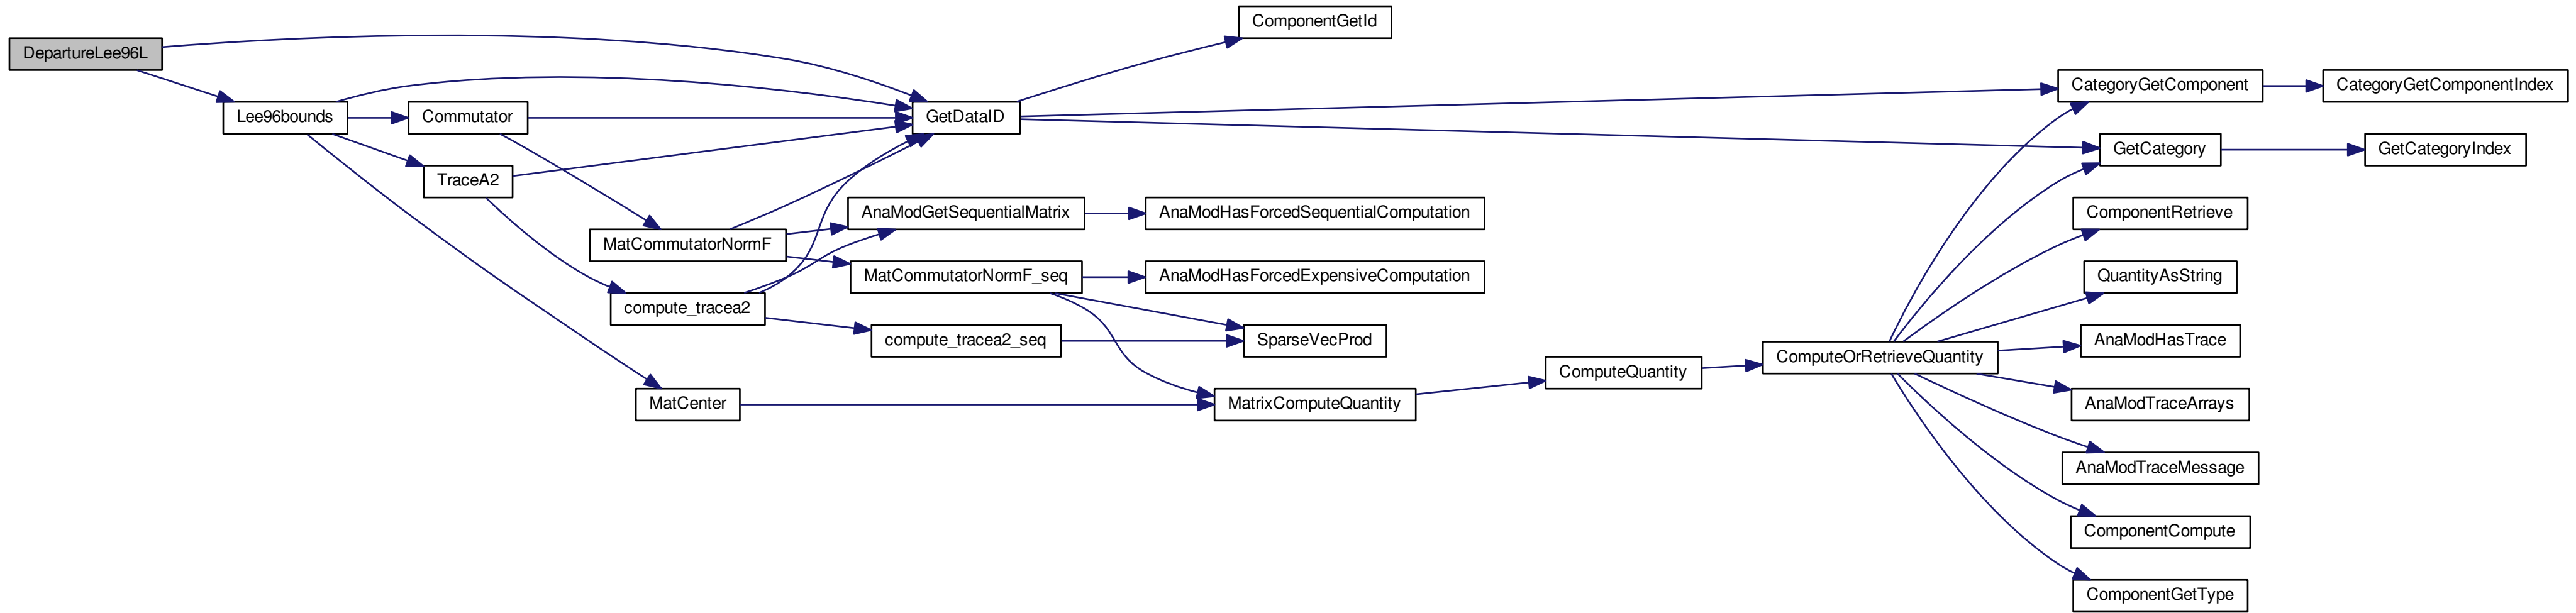 DepartureLee96L
Lee96bounds
Commutator
TraceA2
MatCommutatorNormF
compute_tracea2
MatCenter
GetDataID
AnaModGetSequentialMatrix
MatCommutatorNormF_seq
compute_tracea2_seq
ComponentGetId
AnaModHasForcedSequentialComputation
AnaModHasForcedExpensiveComputation
SparseVecProd
MatrixComputeQuantity
ComputeQuantity
ComputeOrRetrieveQuantity
CategoryGetComponent
GetCategory
ComponentRetrieve
QuantityAsString
AnaModHasTrace
AnaModTraceArrays
AnaModTraceMessage
ComponentCompute
ComponentGetType
CategoryGetComponentIndex
GetCategoryIndex